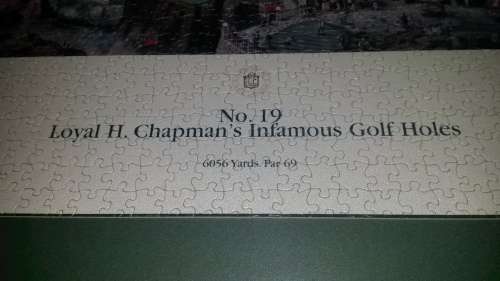 No. 19
Loyal H. Chapman's Infamous Golf Holes
6056 Yards. Par 69